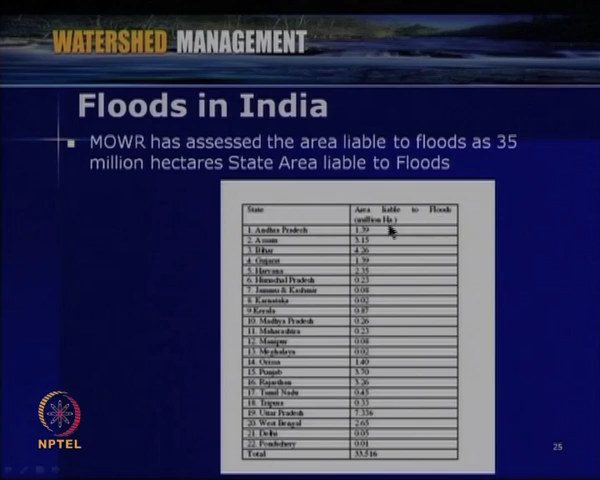 WATERSHED MANAGEMENT
Floods in India
MOWR has assessed the area liable to floods as 35
million hectares State Area liable to Floods
State Area liable to Floods
(million Ha.)
1. Andhra Pradesh 1.39
2. Assam 3.15
3. Bihar 4.26
4. Gujarat 1.39
5. Haryana 2.35
6. Himachal Pradesh 0.23
7. Jammu & Kashmir 0.08
8. Karnataka 0.02
9 Kerala 0.87
10. Madhya Pradesh 0.26
11. Maharashtra 0.23
12. Manipur 0.08
13. Meghalaya 0.02
14. Orissa 1.40
15. Punjab 3.70
16. Rajasthan 3.26
17. Tamil Nadu 0.45
18. Tripura 0.33
19. Uttar Pradesh 7.336
20. West Bengal 2.65
21. Delhi 0.05
22. Pondichery 0.01
Total 33.516
NPTEL
25